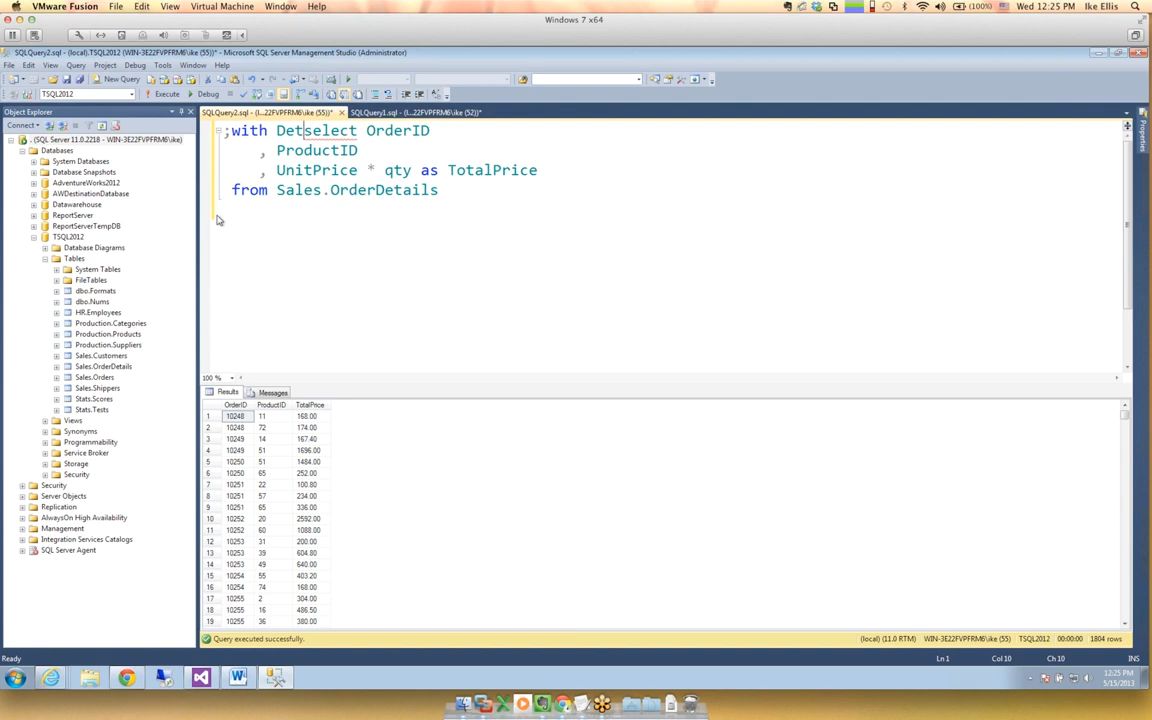 VMware Fusion File Edit View Virtual Machine Window Help (100%) Wed 12:25 PM Ike Ellis
Windows 7 x64
SQLQuery2.sql - (local).TSQL2012 (WIN-3E22FVPFRM6\ike (55))* - Microsoft SQL Server Management Studio (Administrator)
File Edit View Query Project Debug Tools Window Help
New Query
TSQL2012 Execute Debug
Object Explorer
SQLQuery2.sql - (l...22FVPFRM6\ike (55))* SQLQuery1.sql - (l...22FVPFRM6\ike (52))*
Connect
. (SQL Server 11.0.2218 - WIN-3E22FVPFRM6\ike)
Databases
System Databases
Database Snapshots
AdventureWorks2012
AWDestinationDatabase
Datawarehouse
ReportServer
ReportServerTempDB
TSQL2012
Database Diagrams
Tables
System Tables
FileTables
dbo.Formats
dbo.Nums
HR.Employees
Production.Categories
Production.Products
Production.Suppliers
Sales.Customers
Sales.OrderDetails
Sales.Orders
Sales.Shippers
Stats.Scores
Stats.Tests
Views
Synonyms
Programmability
Service Broker
Storage
Security
Security
Server Objects
Replication
AlwaysOn High Availability
Management
Integration Services Catalogs
SQL Server Agent
Properties
;with Detselect OrderID
, ProductID
, UnitPrice * qty as TotalPrice
from Sales.OrderDetails
100 %
Results Messages
OrderID ProductID TotalPrice
1 10248 11 168.00
2 10248 72 174.00
3 10249 14 167.40
4 10249 51 1696.00
5 10250 51 1484.00
6 10250 65 252.00
7 10251 22 100.80
8 10251 57 234.00
9 10251 65 336.00
10 10252 20 2592.00
11 10252 60 1088.00
12 10253 31 200.00
13 10253 39 604.80
14 10253 49 640.00
15 10254 55 403.20
16 10254 74 168.00
17 10255 2 304.00
18 10255 16 486.50
19 10255 36 380.00
Query executed successfully. (local) (11.0 RTM) WIN-3E22FVPFRM6\ike (55) TSQL2012 00:00:00 1804 rows
Ready Ln 1 Col 10 Ch 10 INS
12:25 PM
5/15/2013